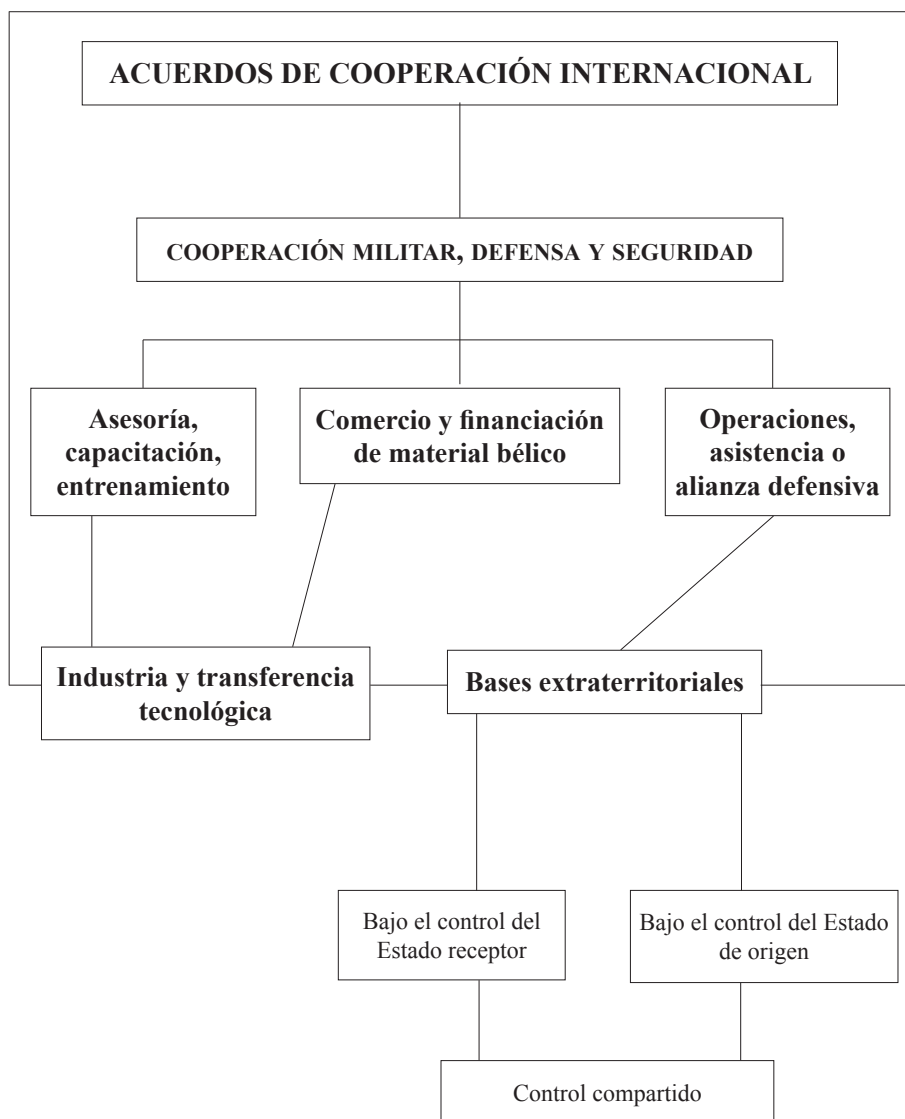 ACUERDOS DE COOPERACIÓN INTERNACIONAL
COOPERACIÓN MILITAR, DEFENSA Y SEGURIDAD
Asesoría,
capacitación,
entrenamiento
Comercio y financiación
de material bélico
Operaciones,
asistencia o
alianza defensiva
Industria y transferencia
tecnológica
Bases extraterritoriales
Bajo el control del
Estado receptor
Bajo el control del Estado
de origen
Control compartido